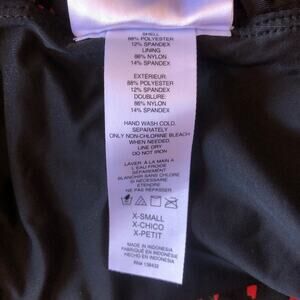 SHELL
88% POLYESTER
12% SPANDEX
LINING
86% NYLON
14% SPANDEX
EXTÉRIEUR:
88% POLYESTER
12% SPANDEX
DOUBLURE:
86% NYLON
14% SPANDEX
HAND WASH COLD.
SEPARATELY
ONLY NON-CHLORINE BLEACH
WHEN NEEDED.
LINE DRY
DO NOT IRON
LAVER À LA MAIN À
L EAU FROIDE
SÉPARÉMENT
BLANCHIR SANS CHLORE
SI NÉCESSAIRE
ETENDRE
NE PAS REPASSER
X-SMALL
X-CHICO
X-PETIT
MADE IN INDONESIA
FABRIQUÉ EN INDONÉSIE
HECHO EN INDONESIA
RN# 138432